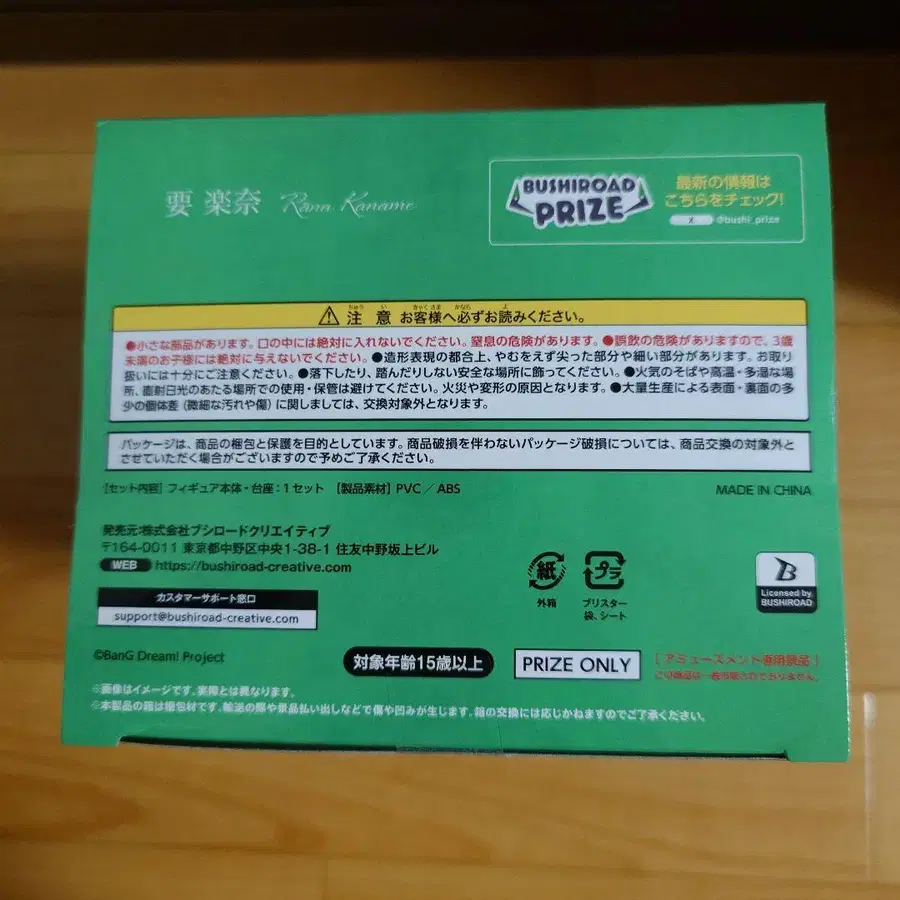 要 楽奈 Rāna Kaname
BUSHIROAD
PRIZE
最新の情報は
こちらをチェック!
X @bushi_prize
⚠注意 お客様へ必ずお読みください。
●小さな部品があります。口の中には絶対に入れないでください。窒息の危険があります。●誤飲の危険がありますので、3歳
未満のお子様には絶対に与えないでください。●造形表現の都合上、やむをえず尖った部分や細い部分があります。お取り
扱いには十分にご注意ください。●落下したり、踏んだりしない安全な場所に飾ってください。●火気のそばや高温・多湿な場
所、直射日光のあたる場所での使用・保管は避けてください。火災や変形の原因となります。●大量生産による表面・裏面の多
少の個体差(微細な汚れや傷)に関しましては、交換対象外となります。
パッケージは、商品の梱包と保護を目的としています。商品破損を伴わないパッケージ破損については、商品交換の対象外と
させていただく場合がございますので予めご了承ください。
【セット内容】フィギュア本体・台座:1セット 【製品素材】PVC/ABS
MADE IN CHINA
発売元:株式会社ブシロードクリエイティブ
〒164-0011 東京都中野区中央1-38-1 住友中野坂上ビル
WEB https://bushiroad-creative.com
カスタマーサポート窓口
support@bushiroad-creative.com
紙
外箱
プラ
ブリスター
袋、シート
B
Licensed by
BUSHIROAD
©BanG Dream! Project
対象年齢15歳以上
PRIZE ONLY
[アミューズメント専用景品]
この商品は一般市販されておりません。
※画像はイメージです。実際とは異なります。
※本製品の箱は梱包材です。輸送の際や景品払い出しなどで傷や凹みが生じます。箱の交換には応じかねますのでご了承ください。